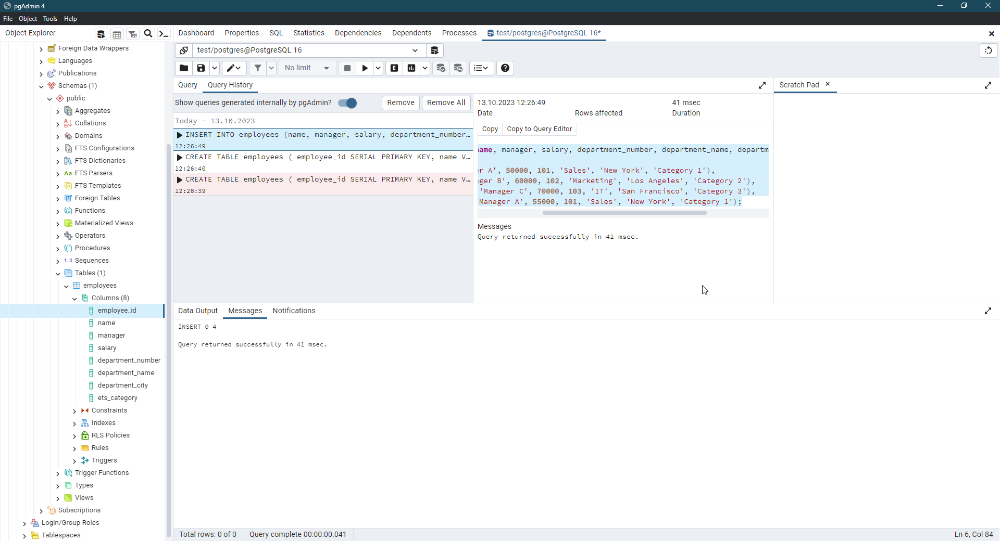 pgAdmin 4
File Object Tools Help
Object Explorer
Dashboard Properties SQL Statistics Dependencies Dependents Processes test/postgres@PostgreSQL 16*
Foreign Data Wrappers
Languages
Publications
Schemas (1)
public
Aggregates
Collations
Domains
FTS Configurations
FTS Dictionaries
Aa FTS Parsers
FTS Templates
Foreign Tables
Functions
Materialized Views
Operators
Procedures
1..3 Sequences
Tables (1)
employees
Columns (8)
employee_id
name
manager
salary
department_number
department_name
department_city
ets_category
Constraints
Indexes
RLS Policies
Rules
Triggers
Trigger Functions
Types
Views
Subscriptions
Login/Group Roles
Tablespaces
test/postgres@PostgreSQL 16
No limit
E
Query Query History
Show queries generated internally by pgAdmin? Remove Remove All
Today - 13.10.2023
INSERT INTO employees (name, manager, salary, department_number…
12:26:49
CREATE TABLE employees ( employee_id SERIAL PRIMARY KEY, name V…
12:26:40
CREATE TABLE employees ( employee_id SERIAL PRIMARY KEY, name V…
12:26:39
13.10.2023 12:26:49 41 msec
Date Rows affected Duration
Copy Copy to Query Editor
ame, manager, salary, department_number, department_name, departm
r A', 50000, 101, 'Sales', 'New York', 'Category 1'),
ger B', 60000, 102, 'Marketing', 'Los Angeles', 'Category 2'),
'Manager C', 70000, 103, 'IT', 'San Francisco', 'Category 3'),
Manager A', 55000, 101, 'Sales', 'New York', 'Category 1');
Messages
Query returned successfully in 41 msec.
Scratch Pad
Data Output Messages Notifications
INSERT 0 4
Query returned successfully in 41 msec.
Total rows: 0 of 0 Query complete 00:00:00.041
Ln 6, Col 84